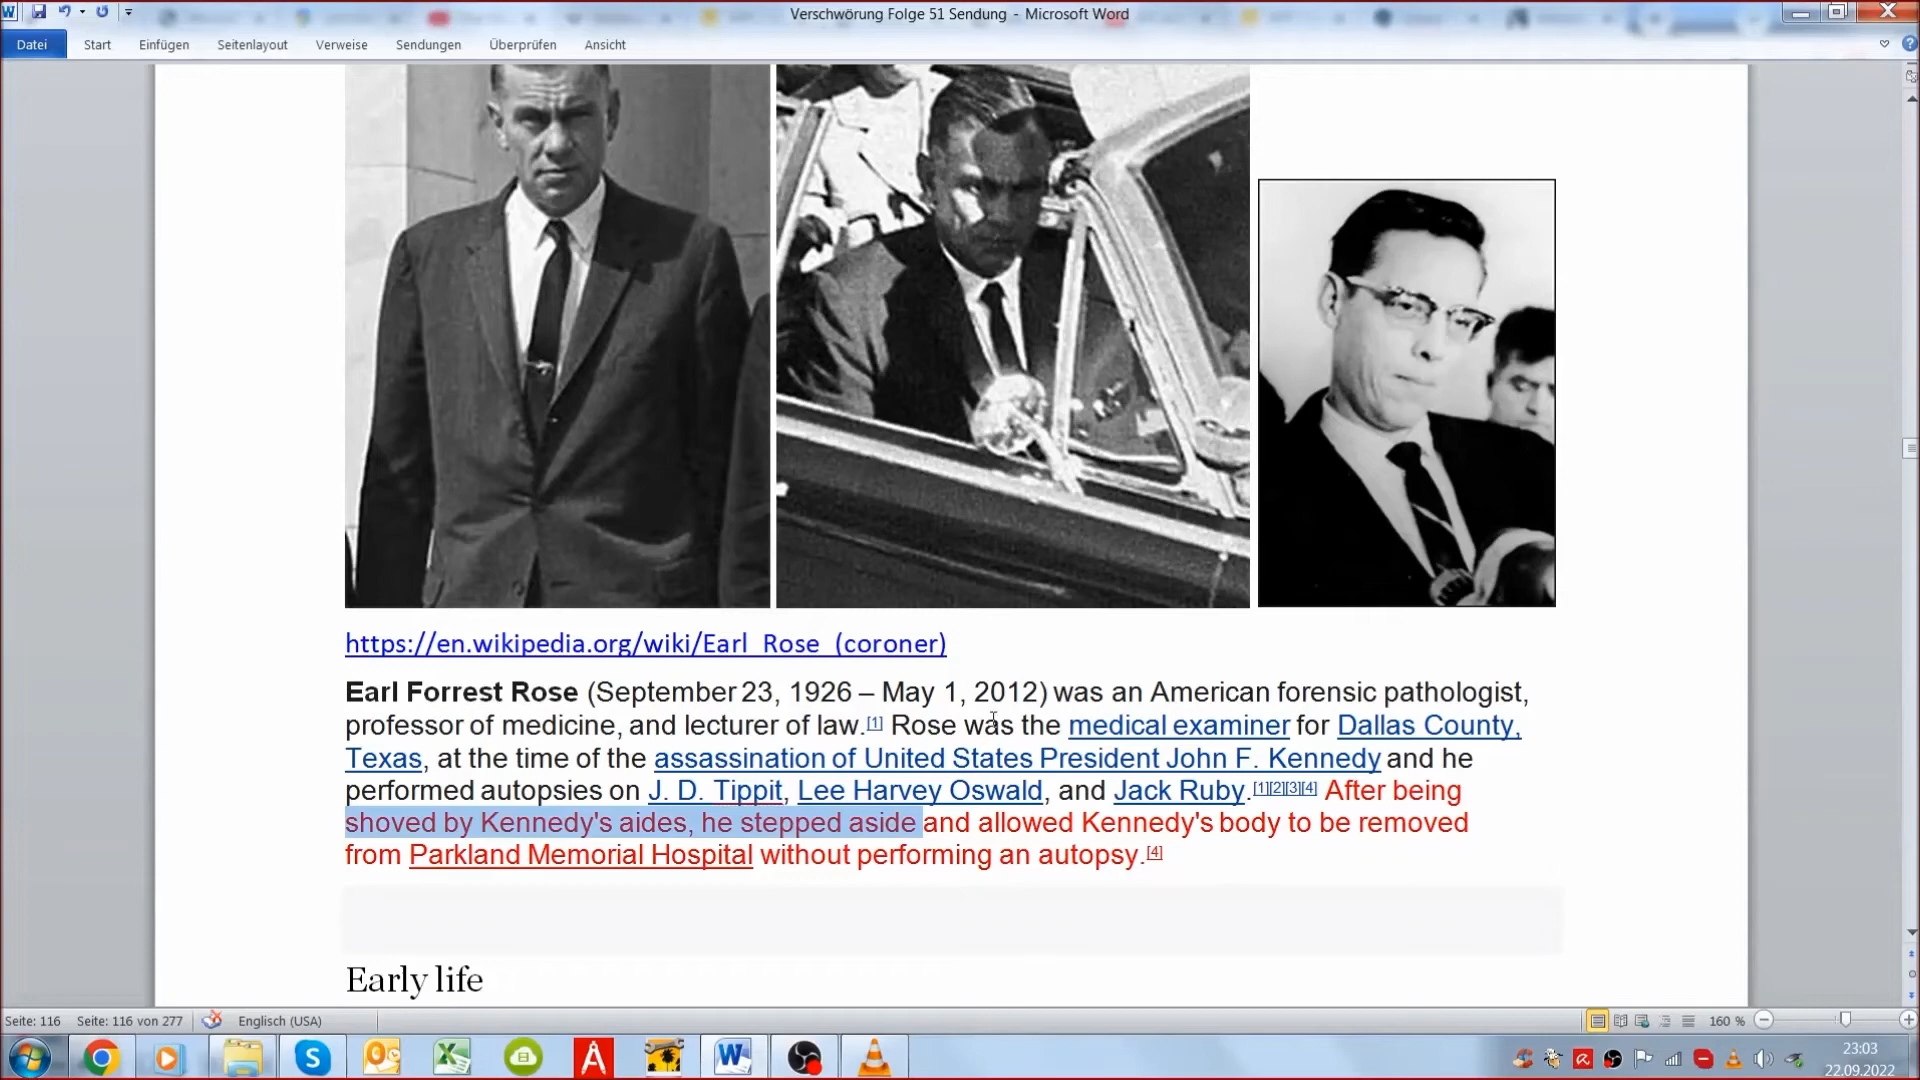 Verschwörung Folge 51 Sendung - Microsoft Word
Datei Start Einfügen Seitenlayout Verweise Sendungen Überprüfen Ansicht
https://en.wikipedia.org/wiki/Earl_Rose_(coroner)
Earl Forrest Rose (September 23, 1926 – May 1, 2012) was an American forensic pathologist,
professor of medicine, and lecturer of law.[1] Rose was the medical examiner for Dallas County,
Texas, at the time of the assassination of United States President John F. Kennedy and he
performed autopsies on J. D. Tippit, Lee Harvey Oswald, and Jack Ruby.[1][2][3][4] After being
shoved by Kennedy's aides, he stepped aside and allowed Kennedy's body to be removed
from Parkland Memorial Hospital without performing an autopsy.[4]
Early life
Seite: 116 Seite: 116 von 277 Englisch (USA) 160 %
23:03
22.09.2022